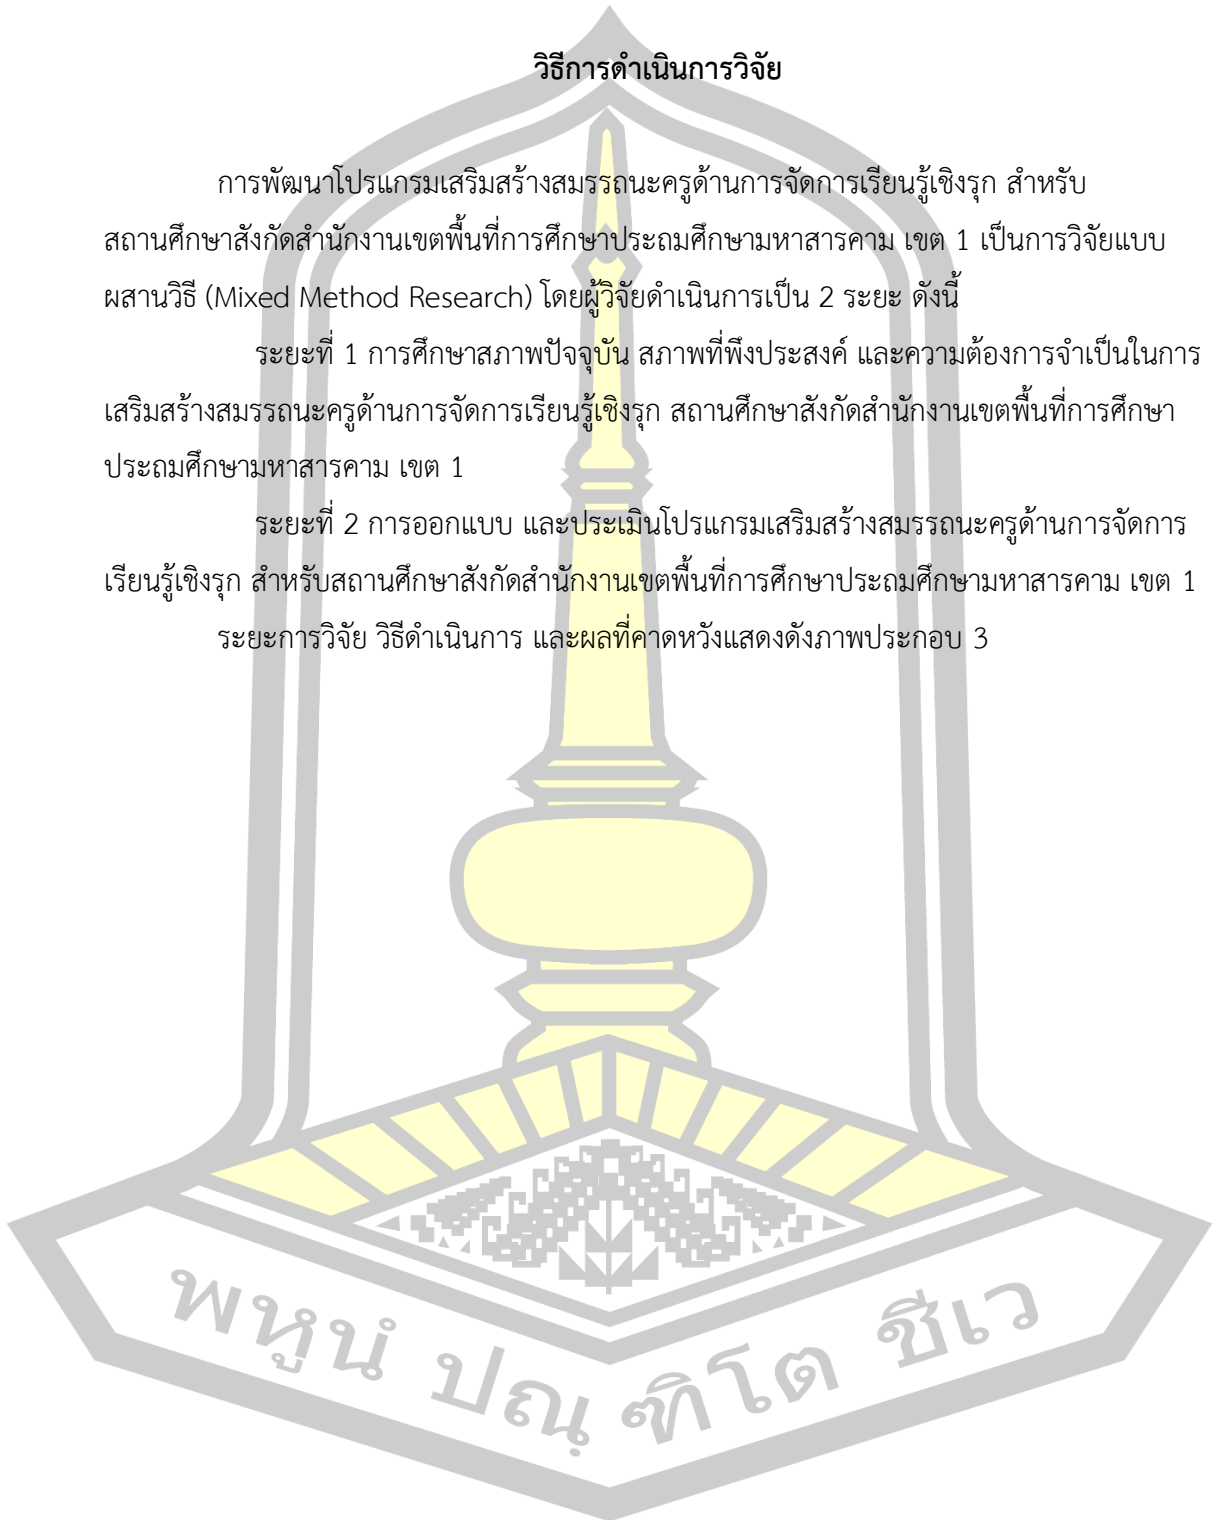 วิธีการดำเนินการวิจัย
การพัฒนาโปรแกรมเสริมสร้างสมรรถนะครูด้านการจัดการเรียนรู้เชิงรุก สำหรับ
สถานศึกษาสังกัดสำนักงานเขตพื้นที่การศึกษาประถมศึกษามหาสารคาม เขต 1 เป็นการวิจัยแบบ
ผสานวิธี (Mixed Method Research) โดยผู้วิจัยดำเนินการเป็น 2 ระยะ ดังนี้
ระยะที่ 1 การศึกษาสภาพปัจจุบัน สภาพที่พึงประสงค์ และความต้องการจำเป็นในการ
เสริมสร้างสมรรถนะครูด้านการจัดการเรียนรู้เชิงรุก สถานศึกษาสังกัดสำนักงานเขตพื้นที่การศึกษา
ประถมศึกษามหาสารคาม เขต 1
ระยะที่ 2 การออกแบบ และประเมินโปรแกรมเสริมสร้างสมรรถนะครูด้านการจัดการ
เรียนรู้เชิงรุก สำหรับสถานศึกษาสังกัดสำนักงานเขตพื้นที่การศึกษาประถมศึกษามหาสารคาม เขต 1
ระยะการวิจัย วิธีดำเนินการ และผลที่คาดหวังแสดงดังภาพประกอบ 3
พหูนํ ปณฺ ฑิโต ชีเว